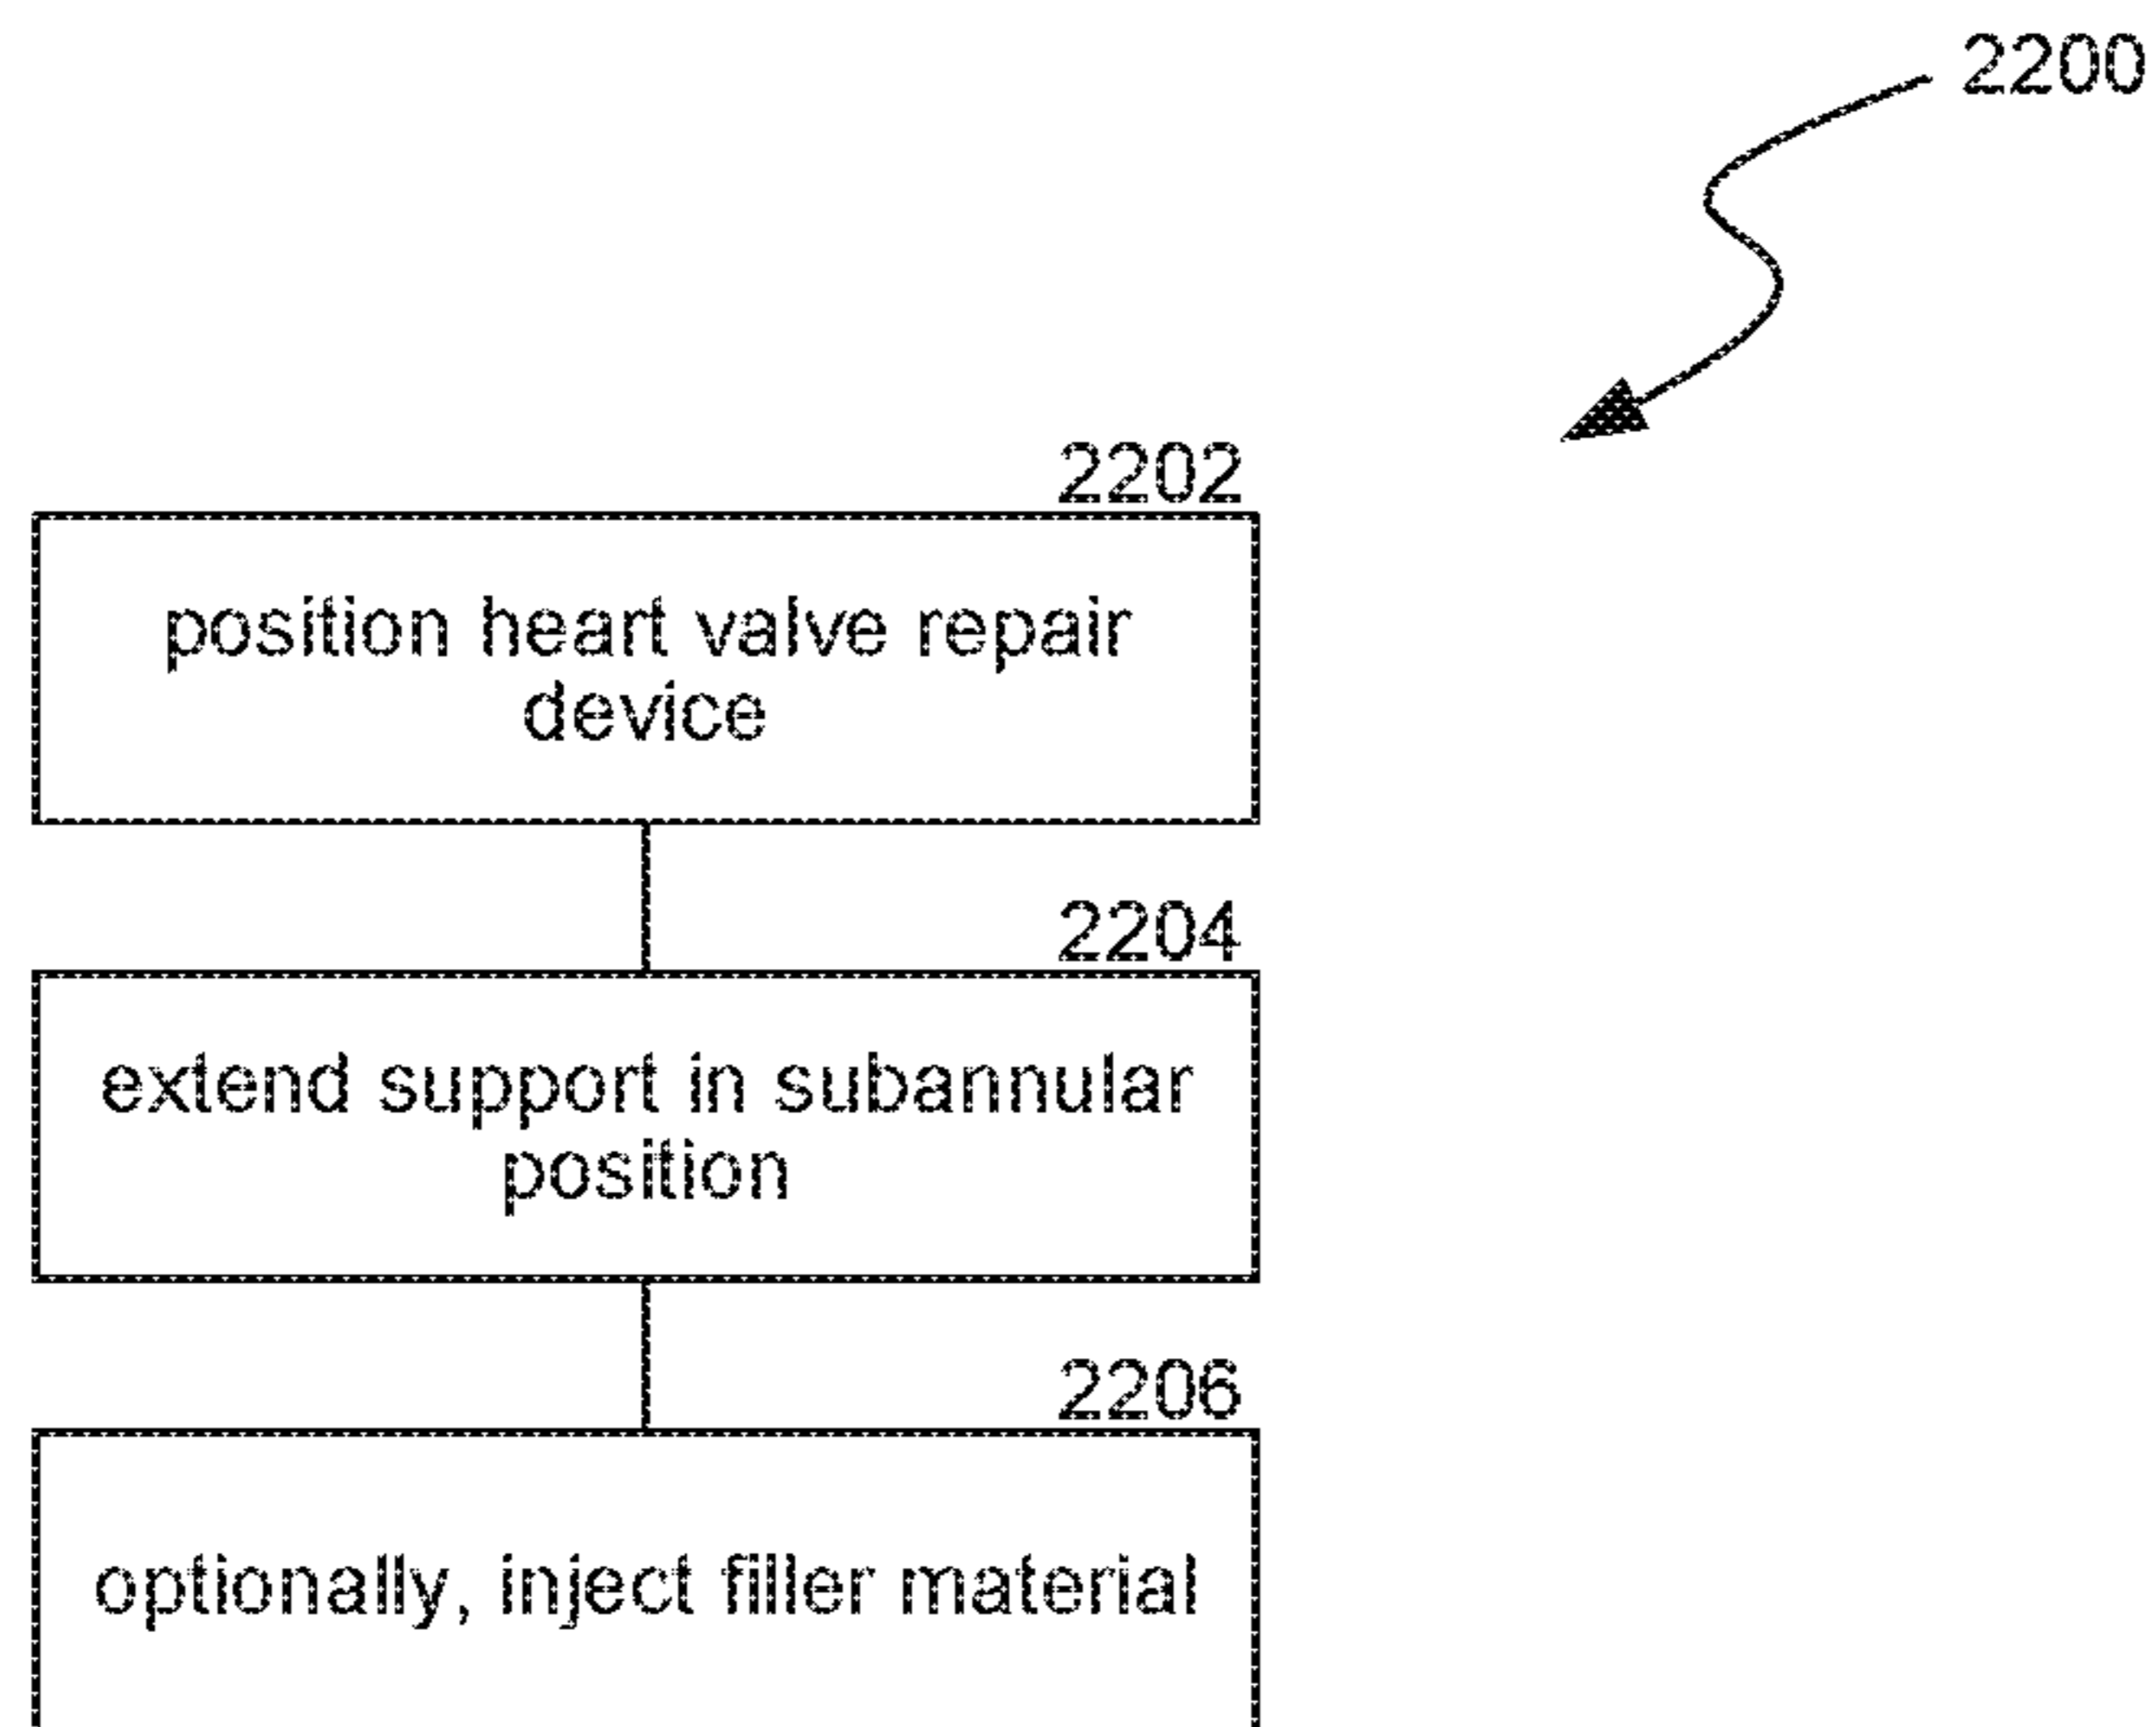 2200
2202
position heart valve repair
device
2204
extend support in subannular
position
2206
optionally, inject filler material